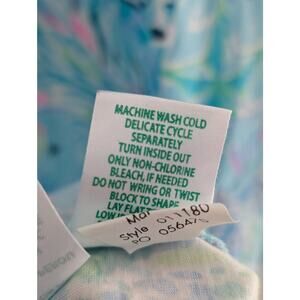 MACHINE WASH COLD
DELICATE CYCLE
SEPARATELY
TURN INSIDE OUT
ONLY NON-CHLORINE
BLEACH, IF NEEDED
DO NOT WRING OR TWIST
BLOCK TO SHAPE
LAY FLAT
LOW
Style 011180
PO